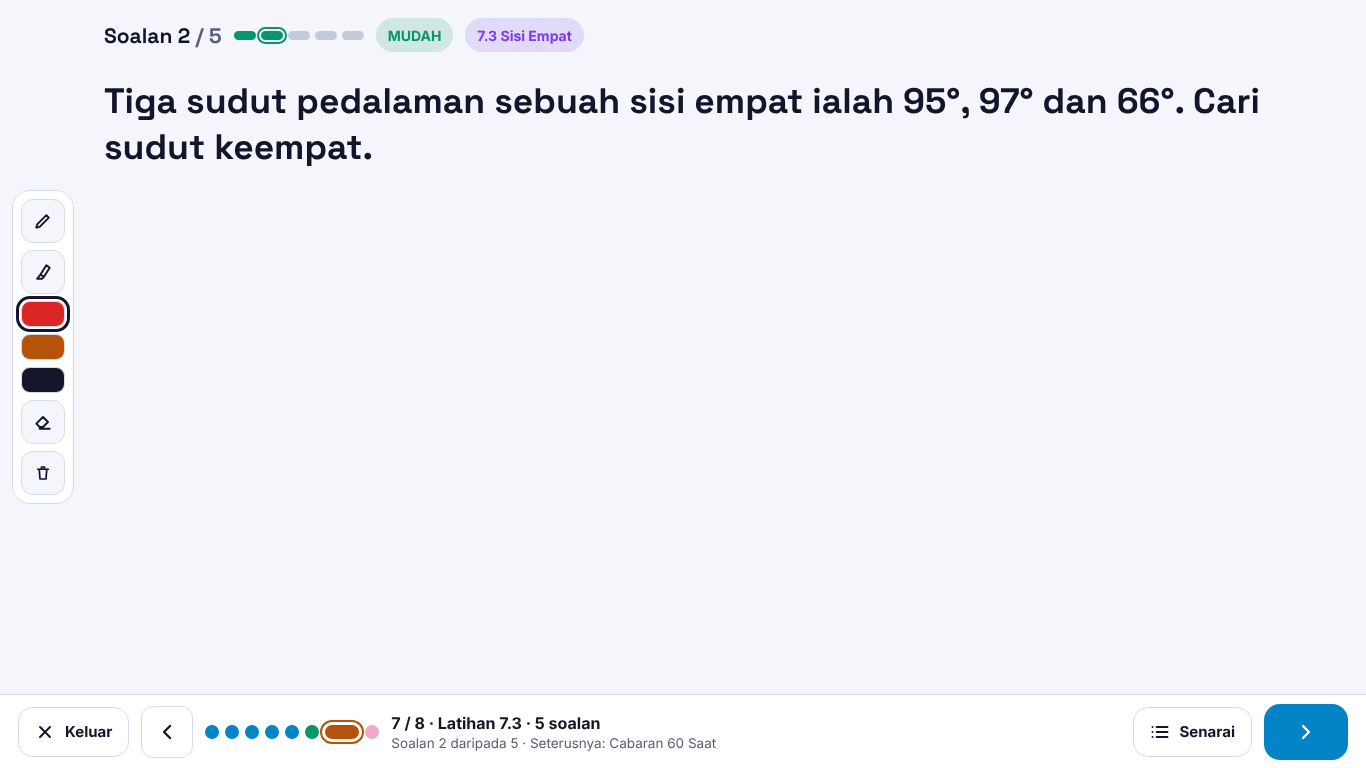 Soalan 2 / 5 MUDAH 7.3 Sisi Empat
Tiga sudut pedalaman sebuah sisi empat ialah 95°, 97° dan 66°. Cari
sudut keempat.
Keluar
7 / 8 · Latihan 7.3 · 5 soalan
Soalan 2 daripada 5 · Seterusnya: Cabaran 60 Saat
Senarai